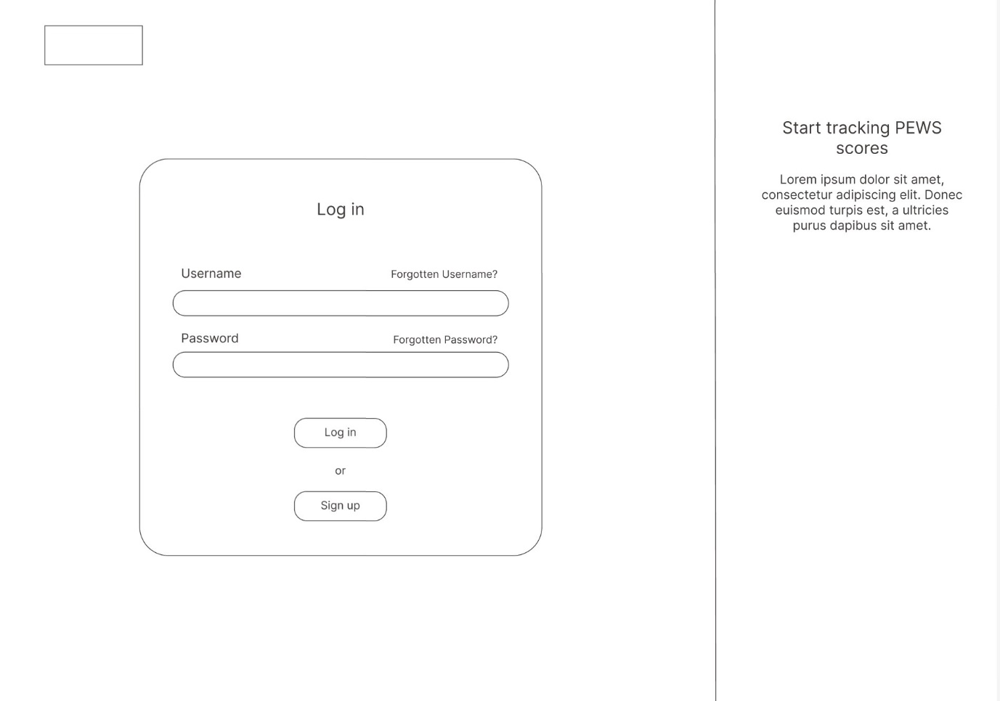 Log in
Username
Forgotten Username?
Password
Forgotten Password?
Log in
or
Sign up
Start tracking PEWS
scores
Lorem ipsum dolor sit amet,
consectetur adipiscing elit. Donec
euismod turpis est, a ultricies
purus dapibus sit amet.